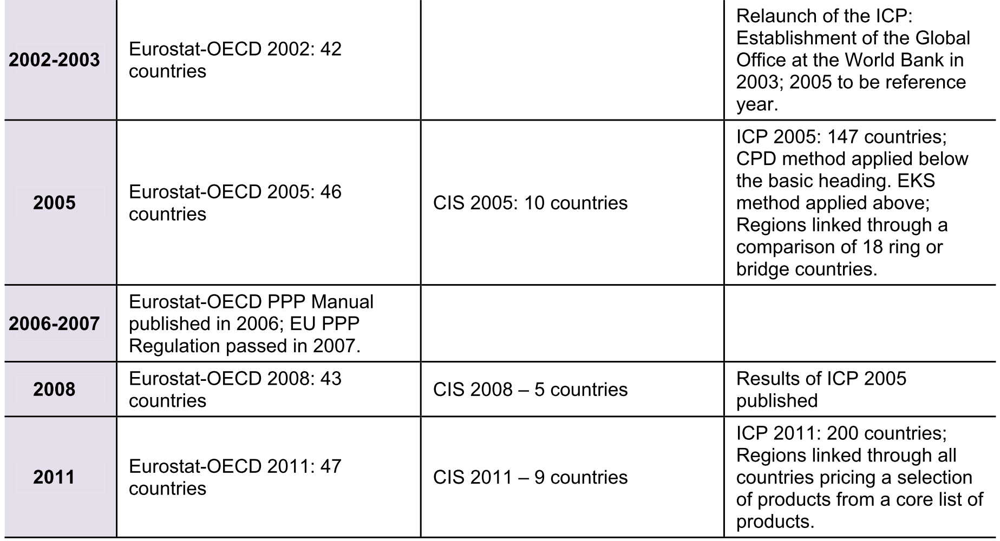 2002-2003
Eurostat-OECD 2002: 42
countries
Relaunch of the ICP:
Establishment of the Global
Office at the World Bank in
2003; 2005 to be reference
year.
2005
Eurostat-OECD 2005: 46
countries
CIS 2005: 10 countries
ICP 2005: 147 countries;
CPD method applied below
the basic heading. EKS
method applied above;
Regions linked through a
comparison of 18 ring or
bridge countries.
2006-2007
Eurostat-OECD PPP Manual
published in 2006; EU PPP
Regulation passed in 2007.
2008
Eurostat-OECD 2008: 43
countries
CIS 2008 – 5 countries
Results of ICP 2005
published
2011
Eurostat-OECD 2011: 47
countries
CIS 2011 – 9 countries
ICP 2011: 200 countries;
Regions linked through all
countries pricing a selection
of products from a core list of
products.